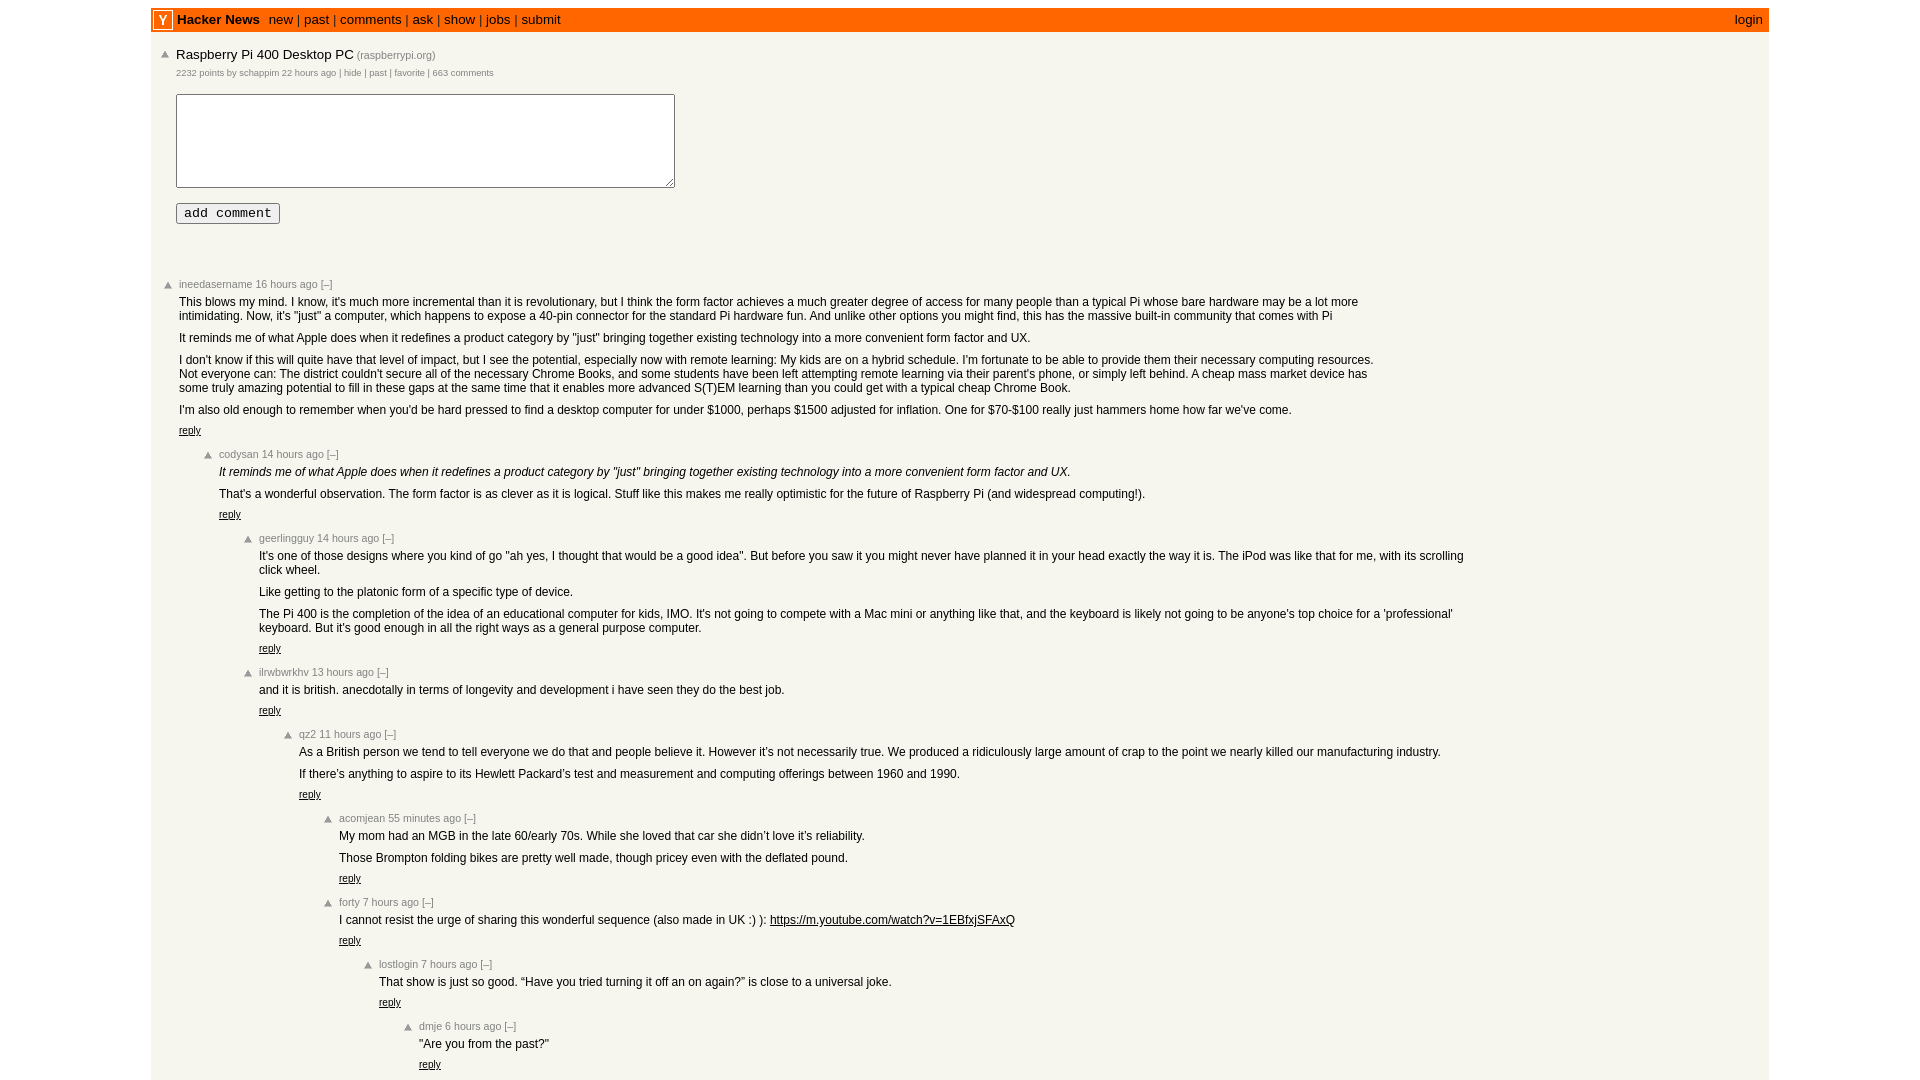 Y Hacker News new | past | comments | ask | show | jobs | submit login
Raspberry Pi 400 Desktop PC (raspberrypi.org)
2232 points by schappim 22 hours ago | hide | past | favorite | 663 comments
add comment
ineedasername 16 hours ago [–]
This blows my mind. I know, it's much more incremental than it is revolutionary, but I think the form factor achieves a much greater degree of access for many people than a typical Pi whose bare hardware may be a lot more
intimidating. Now, it's "just" a computer, which happens to expose a 40-pin connector for the standard Pi hardware fun. And unlike other options you might find, this has the massive built-in community that comes with Pi
It reminds me of what Apple does when it redefines a product category by "just" bringing together existing technology into a more convenient form factor and UX.
I don't know if this will quite have that level of impact, but I see the potential, especially now with remote learning: My kids are on a hybrid schedule. I'm fortunate to be able to provide them their necessary computing resources.
Not everyone can: The district couldn't secure all of the necessary Chrome Books, and some students have been left attempting remote learning via their parent's phone, or simply left behind. A cheap mass market device has
some truly amazing potential to fill in these gaps at the same time that it enables more advanced S(T)EM learning than you could get with a typical cheap Chrome Book.
I'm also old enough to remember when you'd be hard pressed to find a desktop computer for under $1000, perhaps $1500 adjusted for inflation. One for $70-$100 really just hammers home how far we've come.
reply
codysan 14 hours ago [–]
It reminds me of what Apple does when it redefines a product category by "just" bringing together existing technology into a more convenient form factor and UX.
That's a wonderful observation. The form factor is as clever as it is logical. Stuff like this makes me really optimistic for the future of Raspberry Pi (and widespread computing!).
reply
geerlingguy 14 hours ago [–]
It's one of those designs where you kind of go "ah yes, I thought that would be a good idea". But before you saw it you might never have planned it in your head exactly the way it is. The iPod was like that for me, with its scrolling
click wheel.
Like getting to the platonic form of a specific type of device.
The Pi 400 is the completion of the idea of an educational computer for kids, IMO. It's not going to compete with a Mac mini or anything like that, and the keyboard is likely not going to be anyone's top choice for a 'professional'
keyboard. But it's good enough in all the right ways as a general purpose computer.
reply
ilrwbwrkhv 13 hours ago [–]
and it is british. anecdotally in terms of longevity and development i have seen they do the best job.
reply
qz2 11 hours ago [–]
As a British person we tend to tell everyone we do that and people believe it. However it’s not necessarily true. We produced a ridiculously large amount of crap to the point we nearly killed our manufacturing industry.
If there’s anything to aspire to its Hewlett Packard’s test and measurement and computing offerings between 1960 and 1990.
reply
acomjean 55 minutes ago [–]
My mom had an MGB in the late 60/early 70s. While she loved that car she didn’t love it’s reliability.
Those Brompton folding bikes are pretty well made, though pricey even with the deflated pound.
reply
forty 7 hours ago [–]
I cannot resist the urge of sharing this wonderful sequence (also made in UK :) ): https://m.youtube.com/watch?v=1EBfxjSFAxQ
reply
lostlogin 7 hours ago [–]
That show is just so good. “Have you tried turning it off an on again?” is close to a universal joke.
reply
dmje 6 hours ago [–]
"Are you from the past?"
reply